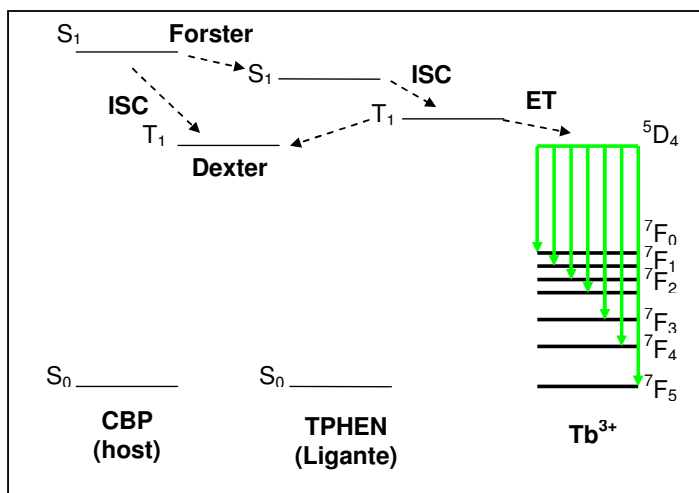 S₁ Forster
S₁ ISC
ISC ET
T₁ ⁵D₄
T₁
Dexter
⁷F₀
⁷F₁
⁷F₂
⁷F₃
⁷F₄
S₀ S₀ ⁷F₅
CBP TPHEN Tb³⁺
(host) (Ligante)